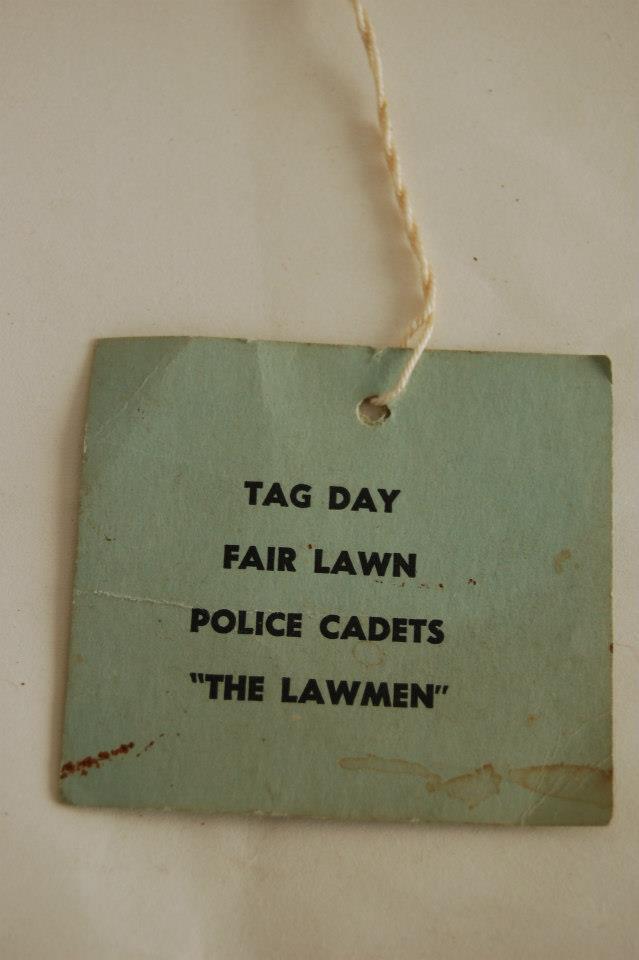 TAG DAY
FAIR LAWN
POLICE CADETS
"THE LAWMEN"